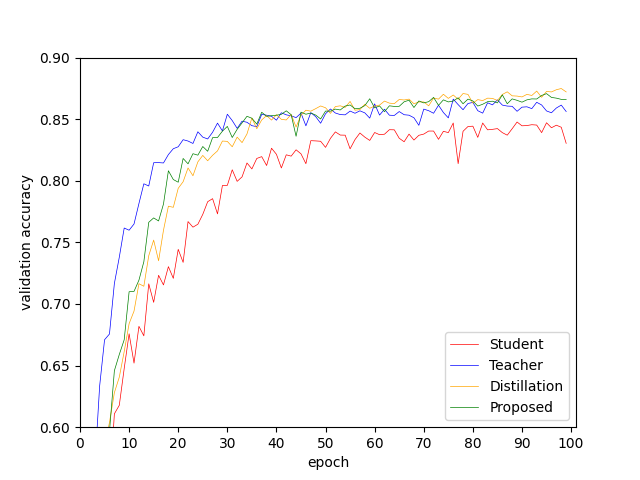 0.90
0.85
0.80
0.75
0.70
0.65
0.60
validation accuracy
0 10 20 30 40 50 60 70 80 90 100
epoch
Student
Teacher
Distillation
Proposed